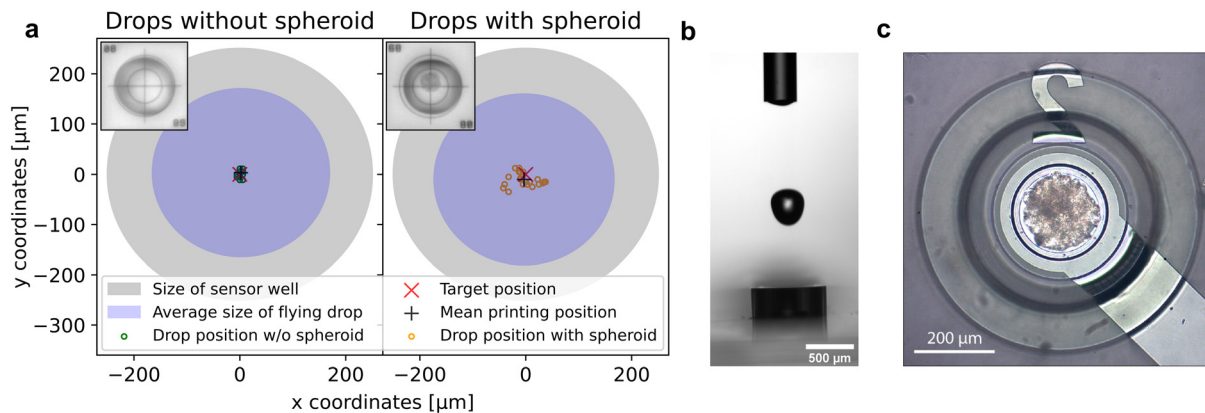 a
Drops without spheroid
Drops with spheroid
b
c
y coordinates [µm]
200
100
0
−100
−200
−300
Size of sensor well
Average size of flying drop
Drop position w/o spheroid
Target position
Mean printing position
Drop position with spheroid
−200
0
200
−200
0
200
x coordinates [µm]
500 µm
200 µm